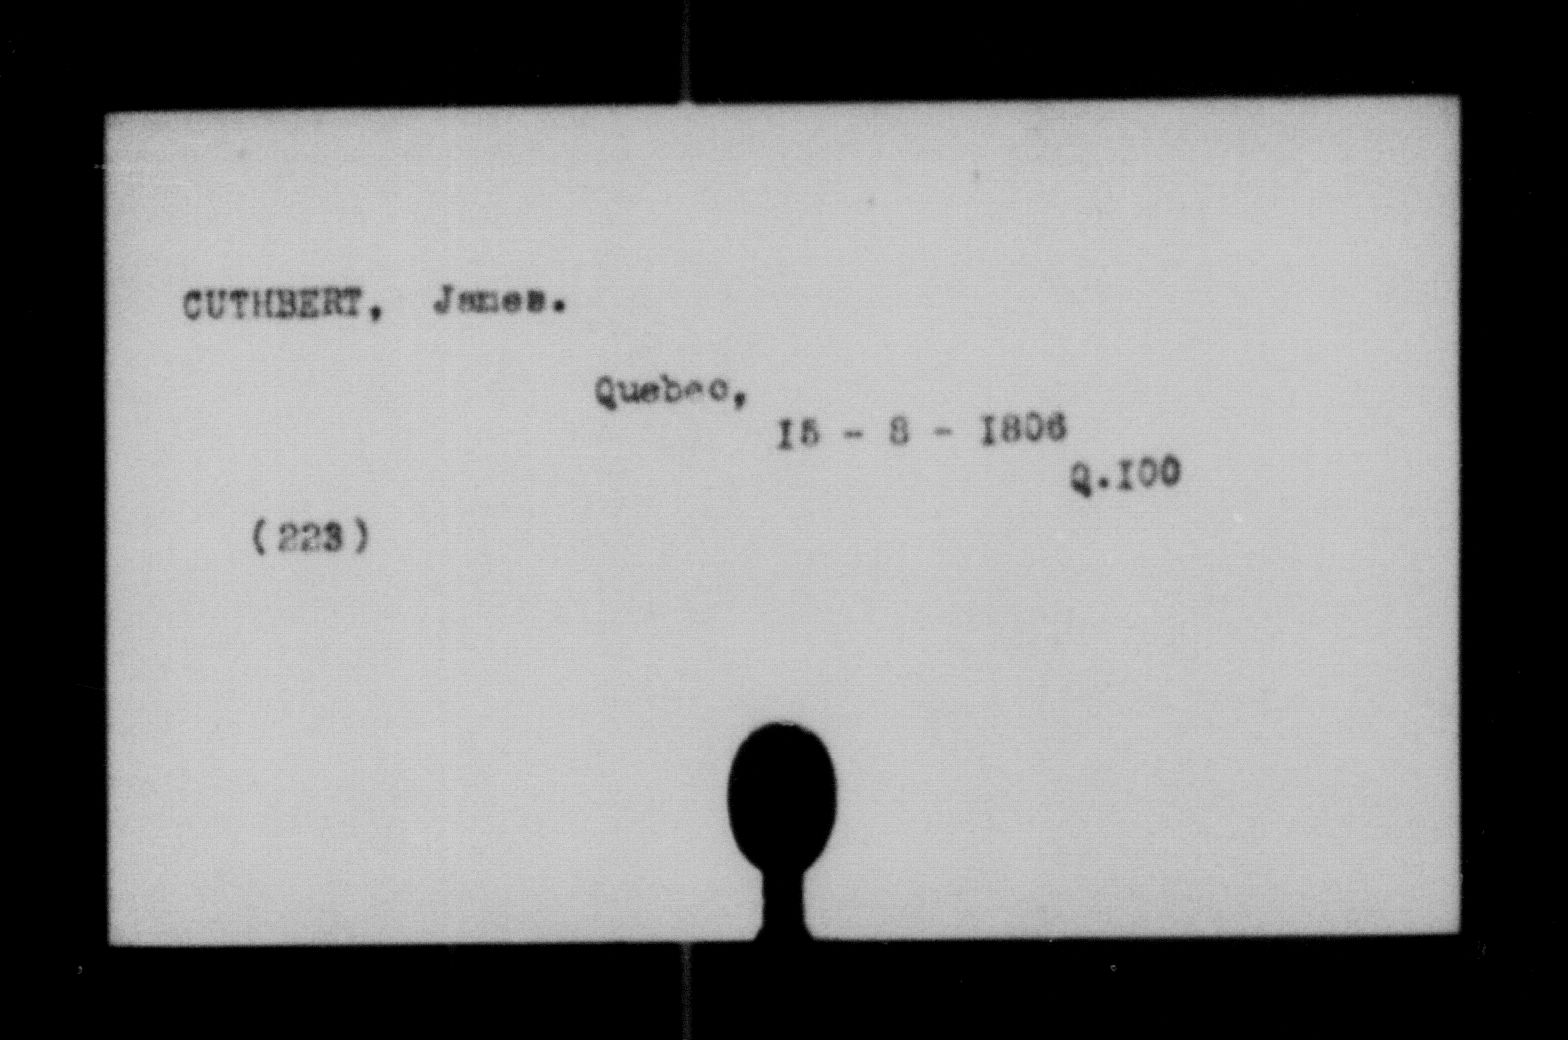 CUTHBERT, James.
Quebec,
15 - 8 - 1806
Q.100
(223)